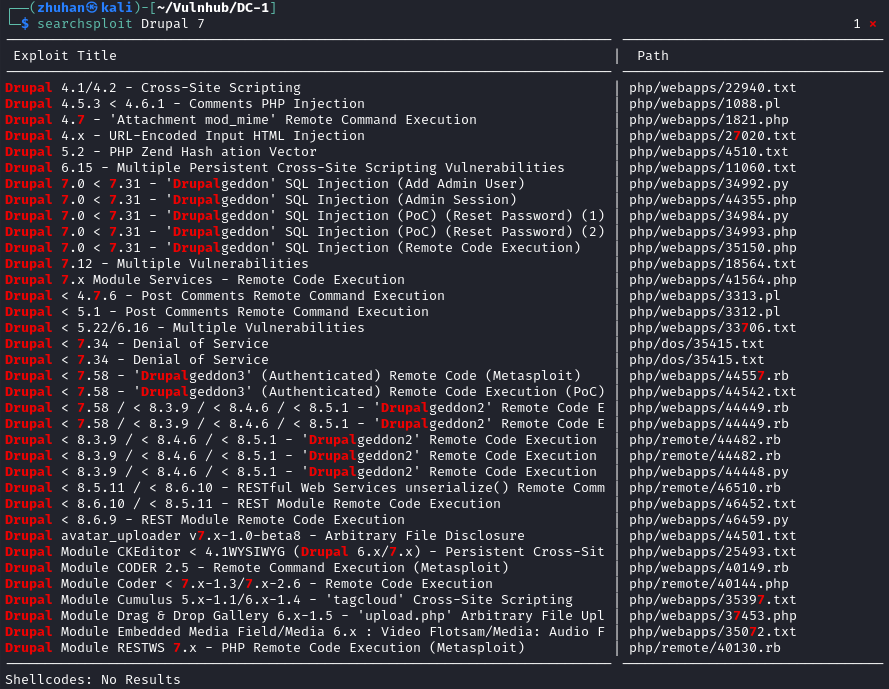 ┌──(zhuhan㉿kali)-[~/Vulnhub/DC-1]
└─$ searchsploit Drupal 7 1 ×
Exploit Title | Path
Drupal 4.1/4.2 - Cross-Site Scripting | php/webapps/22940.txt
Drupal 4.5.3 < 4.6.1 - Comments PHP Injection | php/webapps/1088.pl
Drupal 4.7 - 'Attachment mod_mime' Remote Command Execution | php/webapps/1821.php
Drupal 4.x - URL-Encoded Input HTML Injection | php/webapps/27020.txt
Drupal 5.2 - PHP Zend Hash ation Vector | php/webapps/4510.txt
Drupal 6.15 - Multiple Persistent Cross-Site Scripting Vulnerabilities | php/webapps/11060.txt
Drupal 7.0 < 7.31 - 'Drupalgeddon' SQL Injection (Add Admin User) | php/webapps/34992.py
Drupal 7.0 < 7.31 - 'Drupalgeddon' SQL Injection (Admin Session) | php/webapps/44355.php
Drupal 7.0 < 7.31 - 'Drupalgeddon' SQL Injection (PoC) (Reset Password) (1) | php/webapps/34984.py
Drupal 7.0 < 7.31 - 'Drupalgeddon' SQL Injection (PoC) (Reset Password) (2) | php/webapps/34993.php
Drupal 7.0 < 7.31 - 'Drupalgeddon' SQL Injection (Remote Code Execution) | php/webapps/35150.php
Drupal 7.12 - Multiple Vulnerabilities | php/webapps/18564.txt
Drupal 7.x Module Services - Remote Code Execution | php/webapps/41564.php
Drupal < 4.7.6 - Post Comments Remote Command Execution | php/webapps/3313.pl
Drupal < 5.1 - Post Comments Remote Command Execution | php/webapps/3312.pl
Drupal < 5.22/6.16 - Multiple Vulnerabilities | php/webapps/33706.txt
Drupal < 7.34 - Denial of Service | php/dos/35415.txt
Drupal < 7.34 - Denial of Service | php/dos/35415.txt
Drupal < 7.58 - 'Drupalgeddon3' (Authenticated) Remote Code (Metasploit) | php/webapps/44557.rb
Drupal < 7.58 - 'Drupalgeddon3' (Authenticated) Remote Code Execution (PoC) | php/webapps/44542.txt
Drupal < 7.58 / < 8.3.9 / < 8.4.6 / < 8.5.1 - 'Drupalgeddon2' Remote Code E | php/webapps/44449.rb
Drupal < 7.58 / < 8.3.9 / < 8.4.6 / < 8.5.1 - 'Drupalgeddon2' Remote Code E | php/webapps/44449.rb
Drupal < 8.3.9 / < 8.4.6 / < 8.5.1 - 'Drupalgeddon2' Remote Code Execution | php/remote/44482.rb
Drupal < 8.3.9 / < 8.4.6 / < 8.5.1 - 'Drupalgeddon2' Remote Code Execution | php/remote/44482.rb
Drupal < 8.3.9 / < 8.4.6 / < 8.5.1 - 'Drupalgeddon2' Remote Code Execution | php/webapps/44448.py
Drupal < 8.5.11 / < 8.6.10 - RESTful Web Services unserialize() Remote Comm | php/remote/46510.rb
Drupal < 8.6.10 / < 8.5.11 - REST Module Remote Code Execution | php/webapps/46452.txt
Drupal < 8.6.9 - REST Module Remote Code Execution | php/webapps/46459.py
Drupal avatar_uploader v7.x-1.0-beta8 - Arbitrary File Disclosure | php/webapps/44501.txt
Drupal Module CKEditor < 4.1WYSIWYG (Drupal 6.x/7.x) - Persistent Cross-Sit | php/webapps/25493.txt
Drupal Module CODER 2.5 - Remote Command Execution (Metasploit) | php/webapps/40149.rb
Drupal Module Coder < 7.x-1.3/7.x-2.6 - Remote Code Execution | php/remote/40144.php
Drupal Module Cumulus 5.x-1.1/6.x-1.4 - 'tagcloud' Cross-Site Scripting | php/webapps/35397.txt
Drupal Module Drag & Drop Gallery 6.x-1.5 - 'upload.php' Arbitrary File Upl | php/webapps/37453.php
Drupal Module Embedded Media Field/Media 6.x : Video Flotsam/Media: Audio F | php/webapps/35072.txt
Drupal Module RESTWS 7.x - PHP Remote Code Execution (Metasploit) | php/remote/40130.rb
Shellcodes: No Results